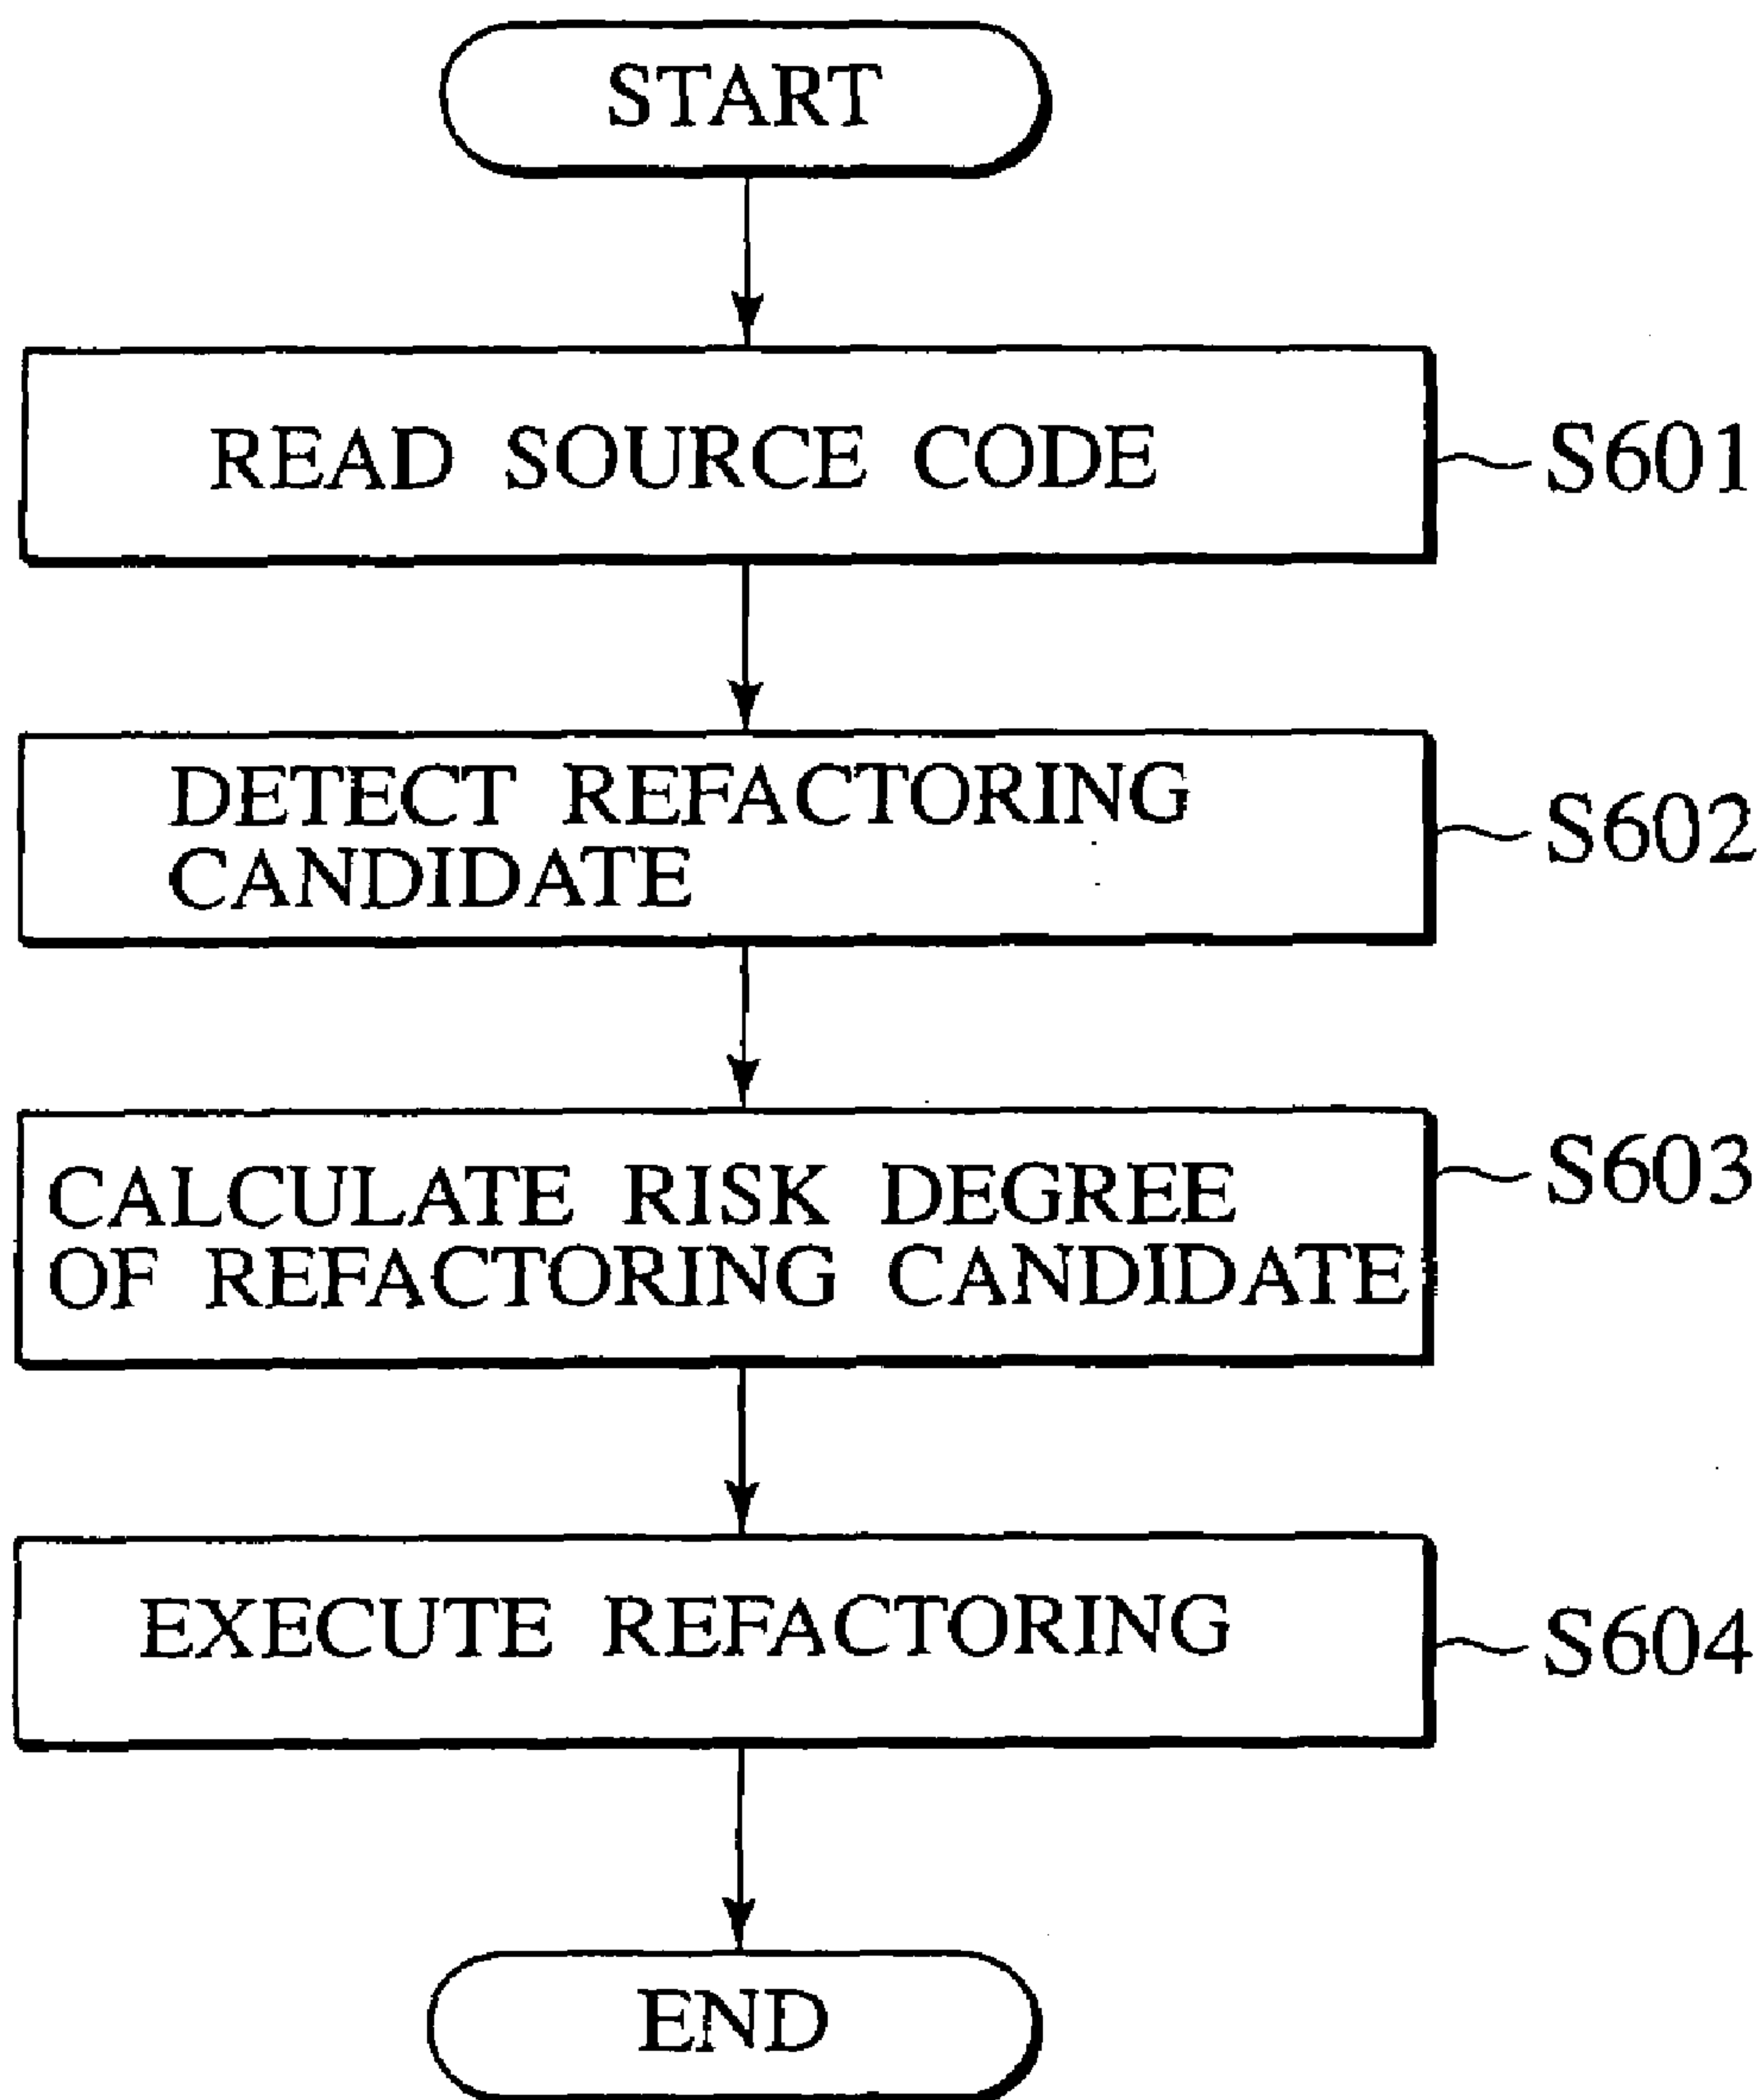 START
READ SOURCE CODE
S601
DETECT REFACTORING
CANDIDATE
S602
CALCULATE RISK DEGREE
OF REFACTORING CANDIDATE
S603
EXECUTE REFACTORING
S604
END